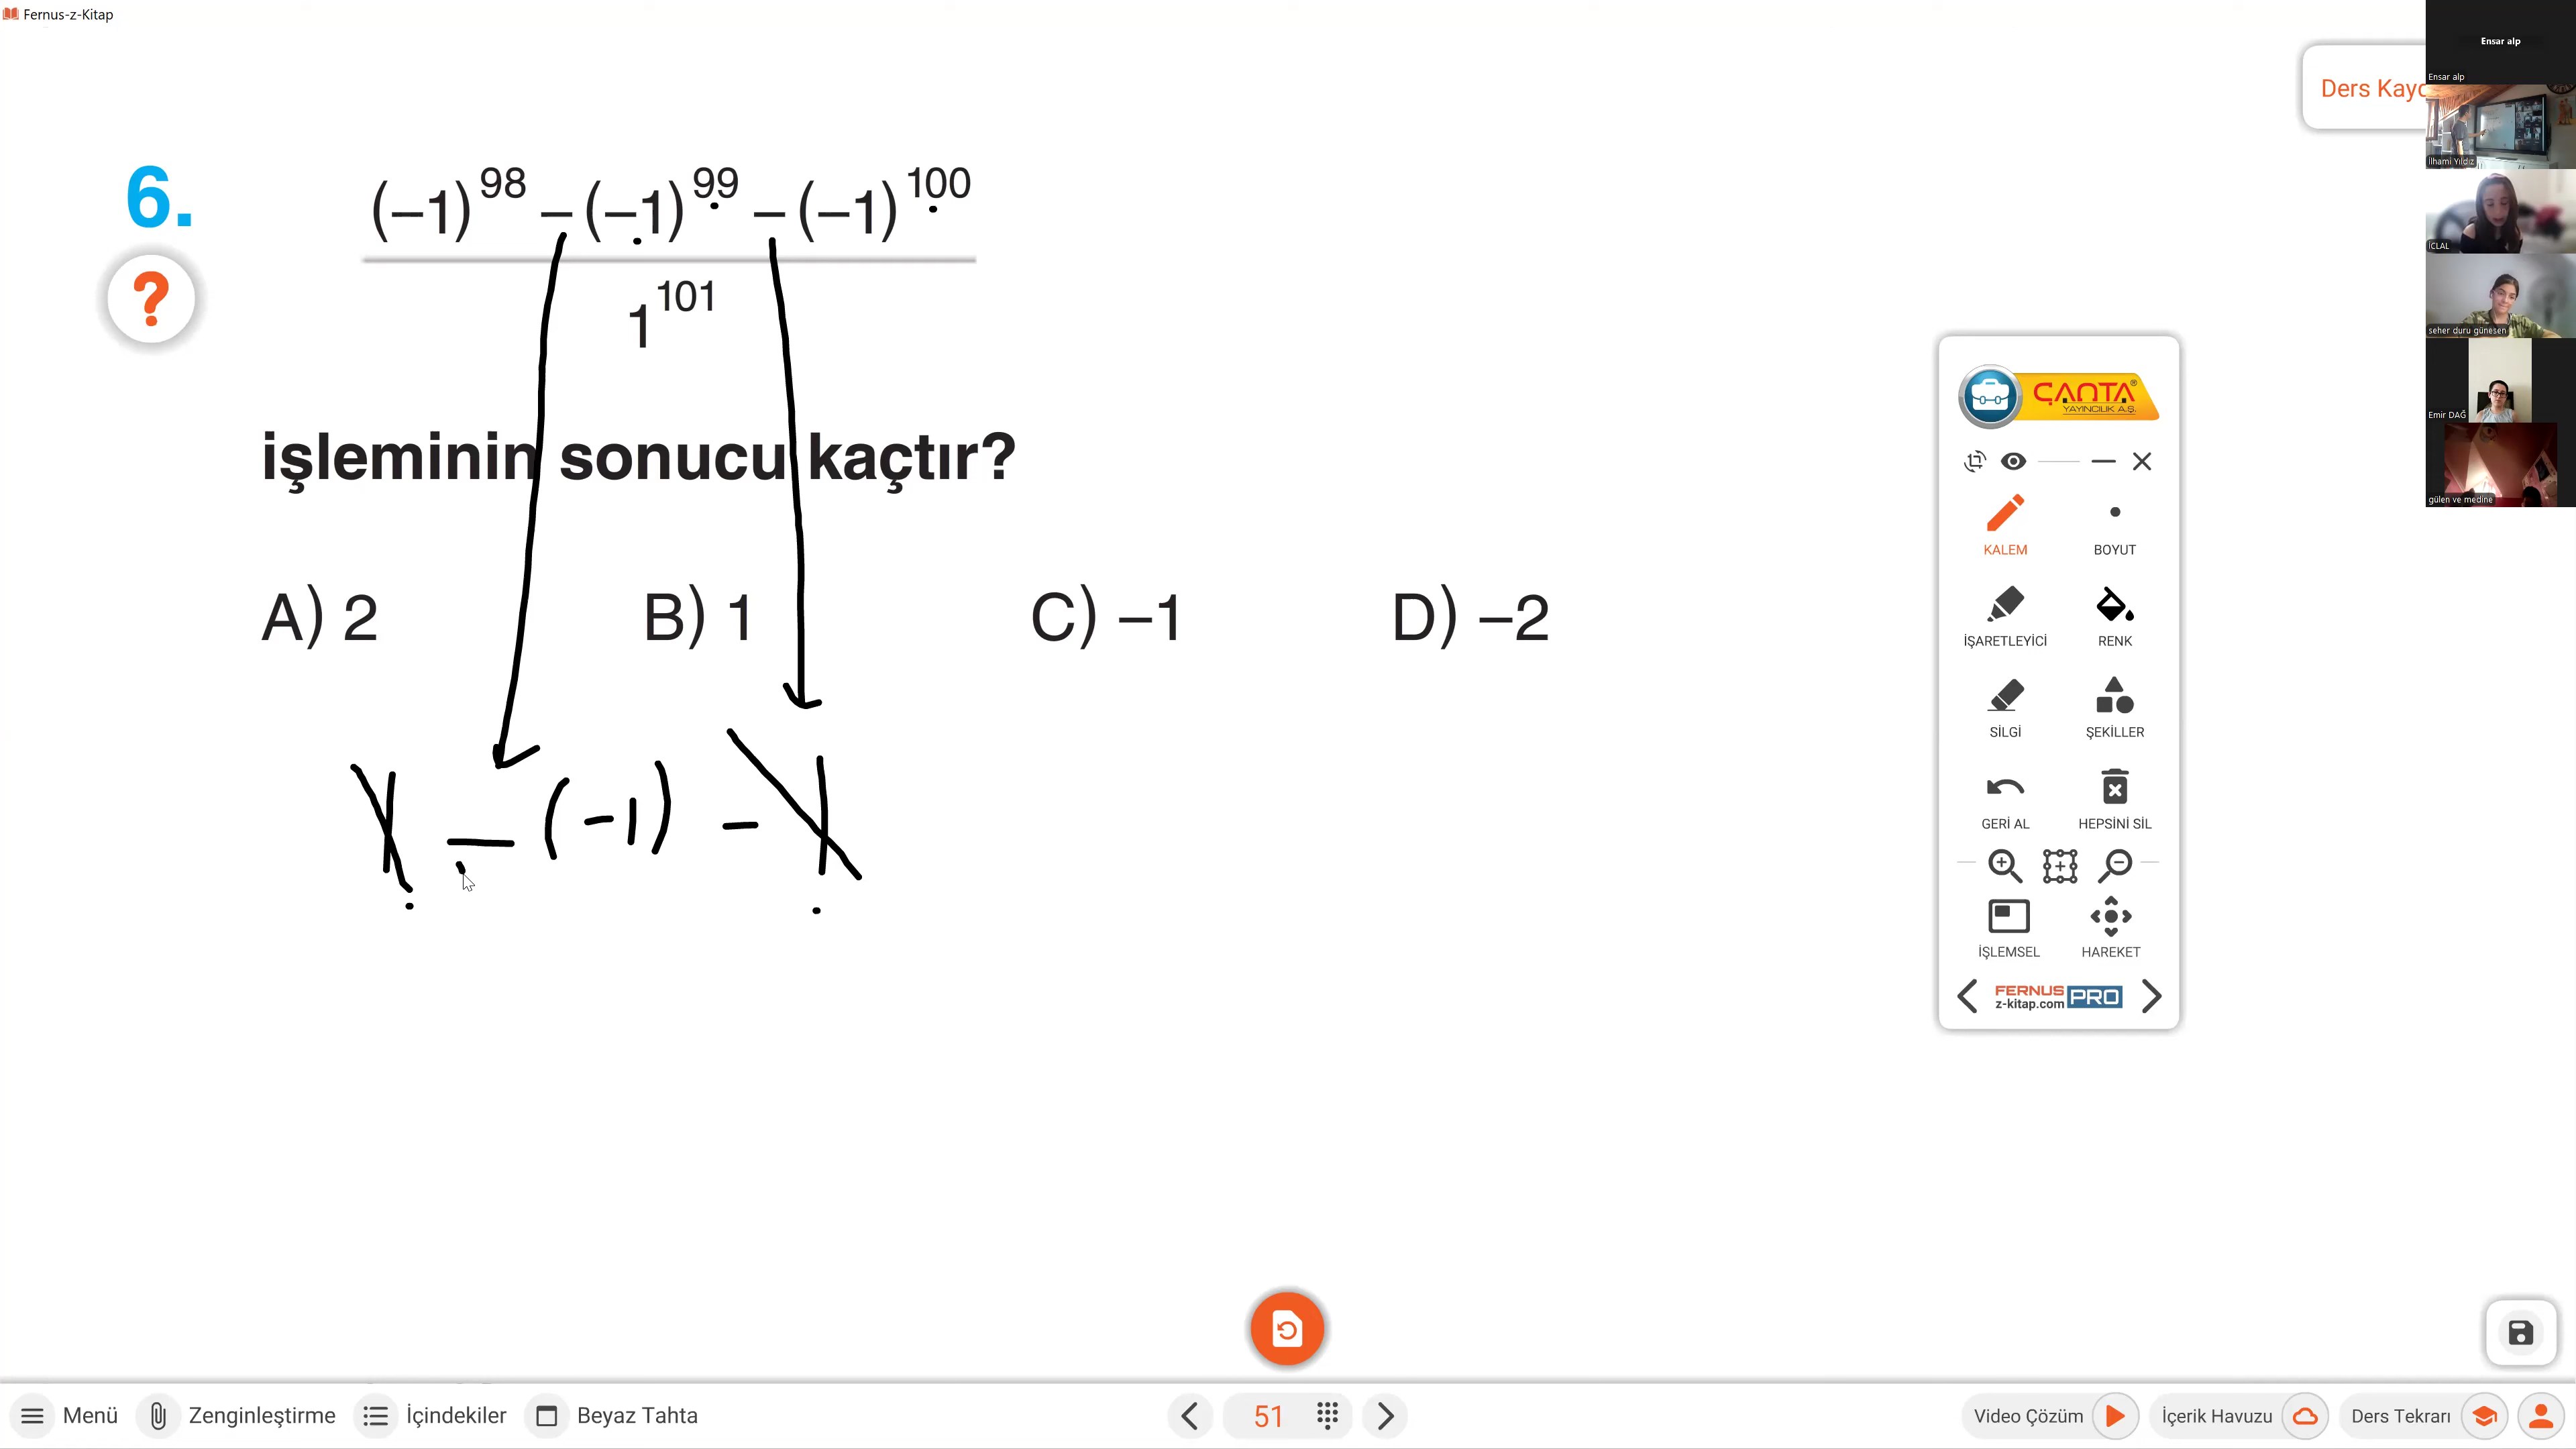 Fernus-z-Kitap
Ensar alp
Ensar alp
Ders Kayd
İlhami Yıldız
İCLAL
seher duru güneşen
Emir DAĞ
gülen ve medine
6.
(–1)^98 – (–1)^99 – (–1)^100
1^101
?
işleminin sonucu kaçtır?
A) 2
B) 1
C) –1
D) –2
1 – (-1) - 1
ÇANTA®
YAYINCILIK A.Ş.
KALEM
BOYUT
İŞARETLEYİCİ
RENK
SİLGİ
ŞEKİLLER
GERİ AL
HEPSİNİ SİL
İŞLEMSEL
HAREKET
FERNUS PRO
z-kitap.com
Menü
Zenginleştirme
İçindekiler
Beyaz Tahta
51
Video Çözüm
İçerik Havuzu
Ders Tekrarı